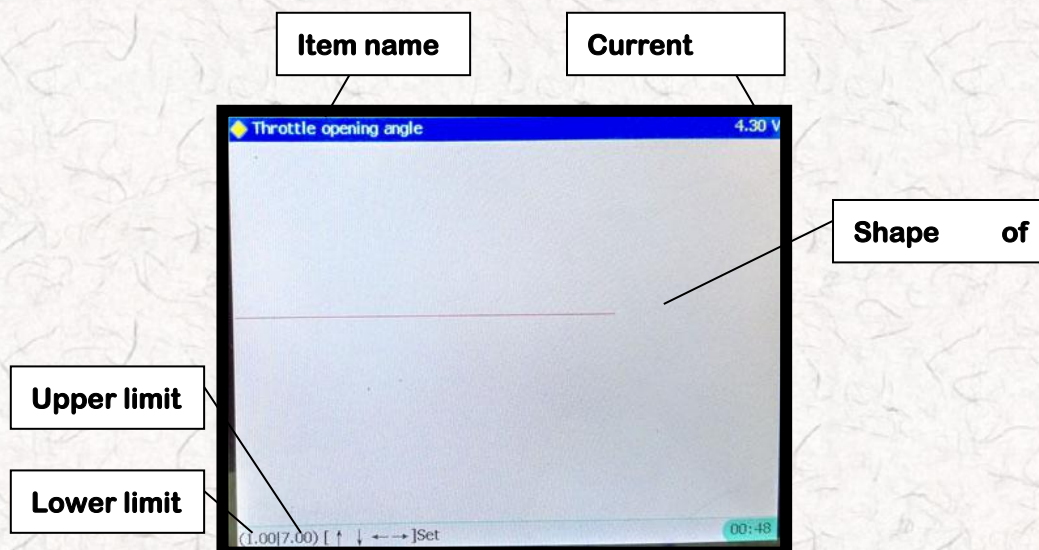 Item name
Current
Throttle opening angle
4.30 V
Shape of
Upper limit
Lower limit
(1.00|7.00) [ ↑ ↓ ←→ ]Set
00:48